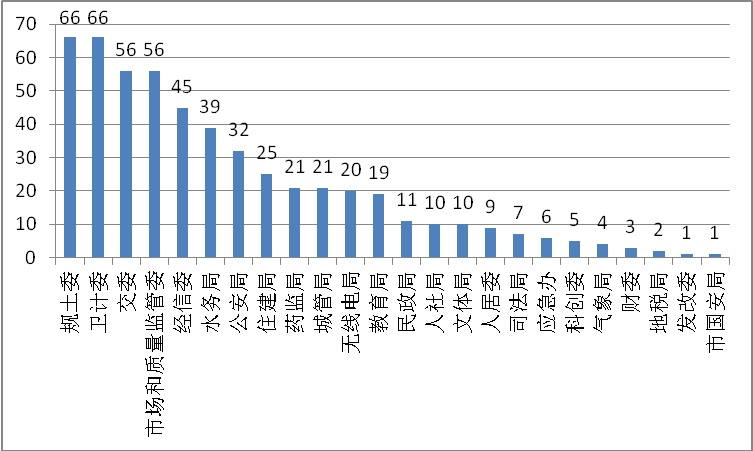 70
60
50
40
30
20
10
0
66 66 56 56 45 39 32 25 21 21 20 19 11 10 10 9 7 6 5 4 3 2 1 1
规土委
卫计委
交委
市场和质量监管委
经信委
水务局
公安局
住建局
药监局
城管局
无线电局
教育局
民政局
人社局
文体局
人居委
司法局
应急办
科创委
气象局
财委
地税局
发改委
市国安局